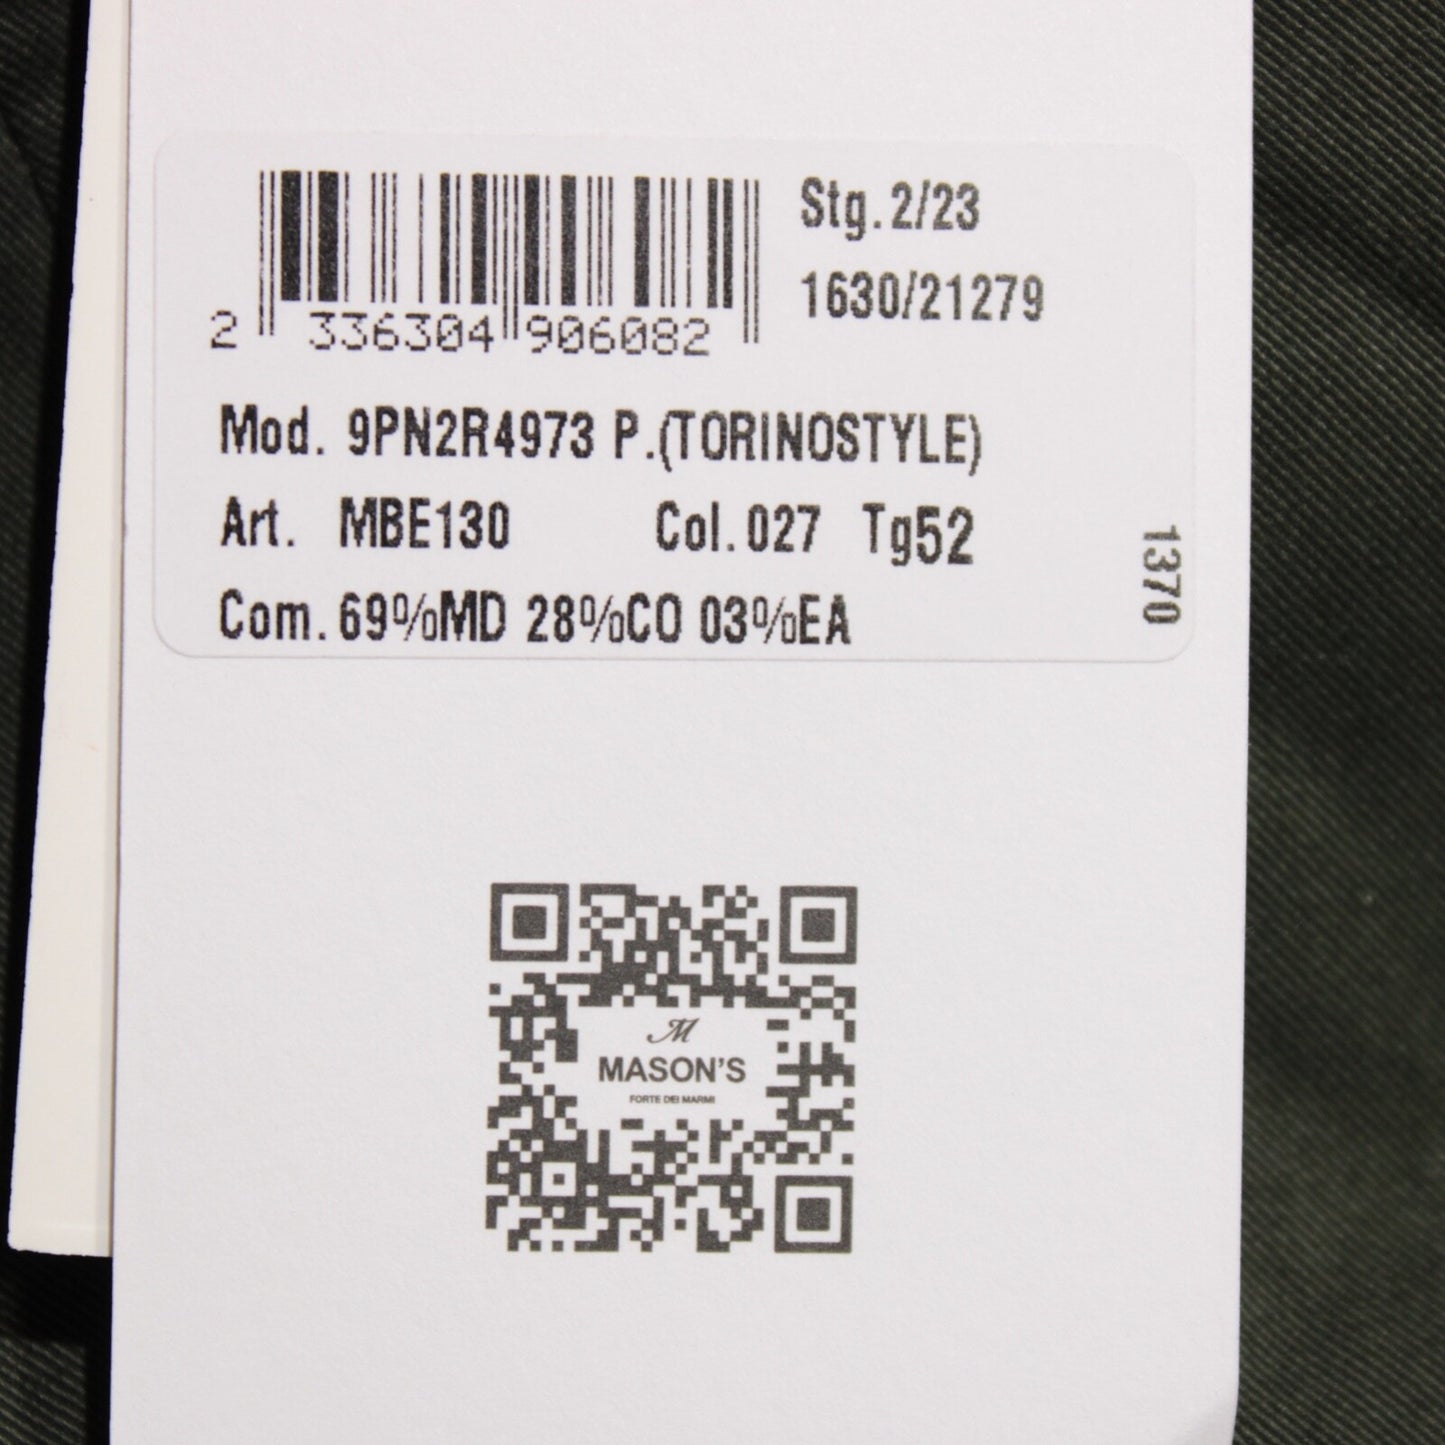 Stg. 2/23
1630/21279
2 336304 906082
Mod. 9PN2R4973 P.(TORINOSTYLE)
Art. MBE130 Col. 027 Tg52
Com. 69%MD 28%CO 03%EA
1370
M
MASON'S
FORTE DEI MARMI